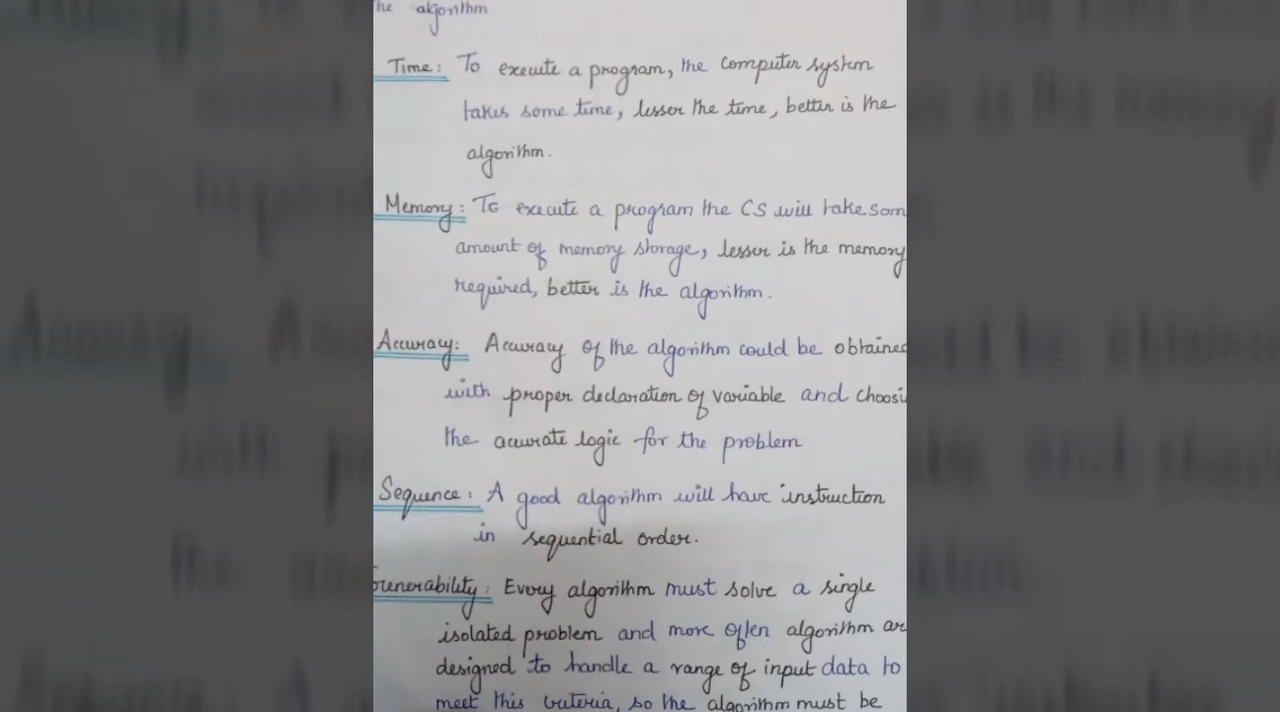 the algorithm
Time: To execute a program, the computer system
takes some time, lesser the time, better is the
algorithm.
Memory: To execute a program the CS will take som
amount of memory storage, lesser is the memory
required, better is the algorithm.
Accuracy: Accuracy of the algorithm could be obtained
with proper declaration of variable and choosi
the accurate logic for the problem
Sequence: A good algorithm will have instruction
in sequential order.
Generability: Every algorithm must solve a single
isolated problem and more often algorithm ar
designed to handle a range of input data to
meet this criteria, so the algorithm must be